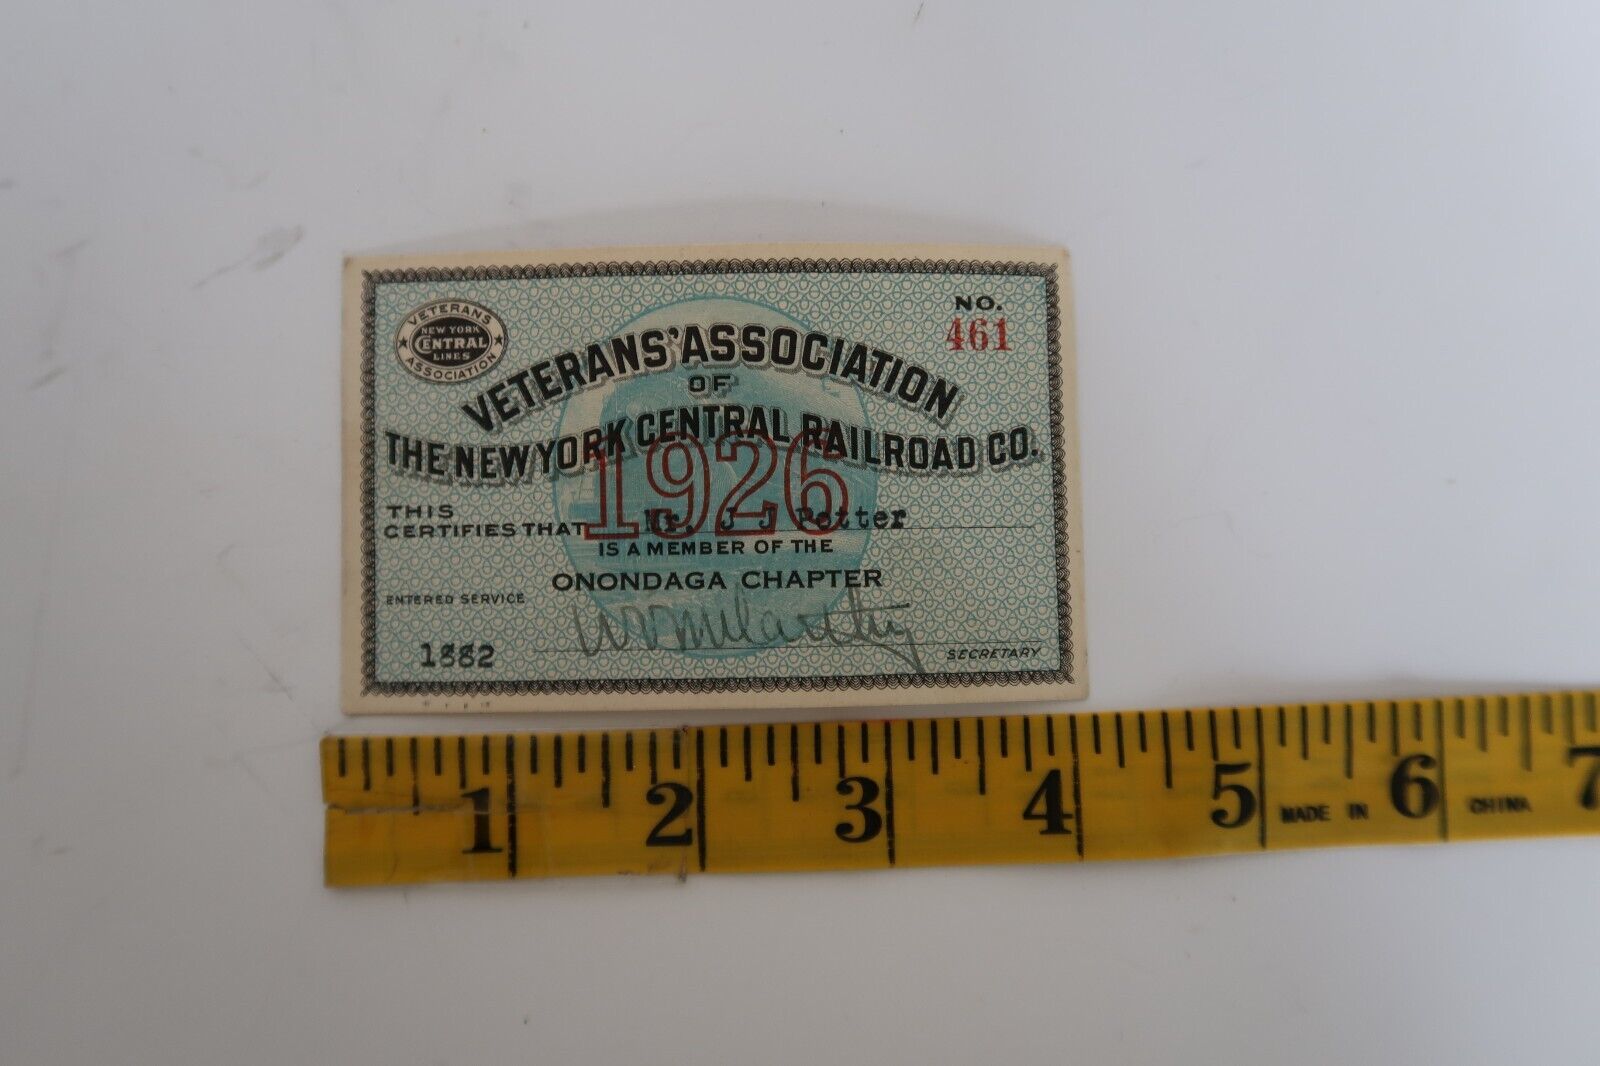 VETERANS
NEW YORK
CENTRAL
LINES
ASSOCIATION
NO.
461
VETERANS' ASSOCIATION
OF
THE NEW YORK CENTRAL RAILROAD CO.
1926
THIS
CERTIFIES THAT Mr. J J Potter
IS A MEMBER OF THE
ONONDAGA CHAPTER
ENTERED SERVICE
1882
SECRETARY
1 2 3 4 5 MADE IN 6 CHINA 7